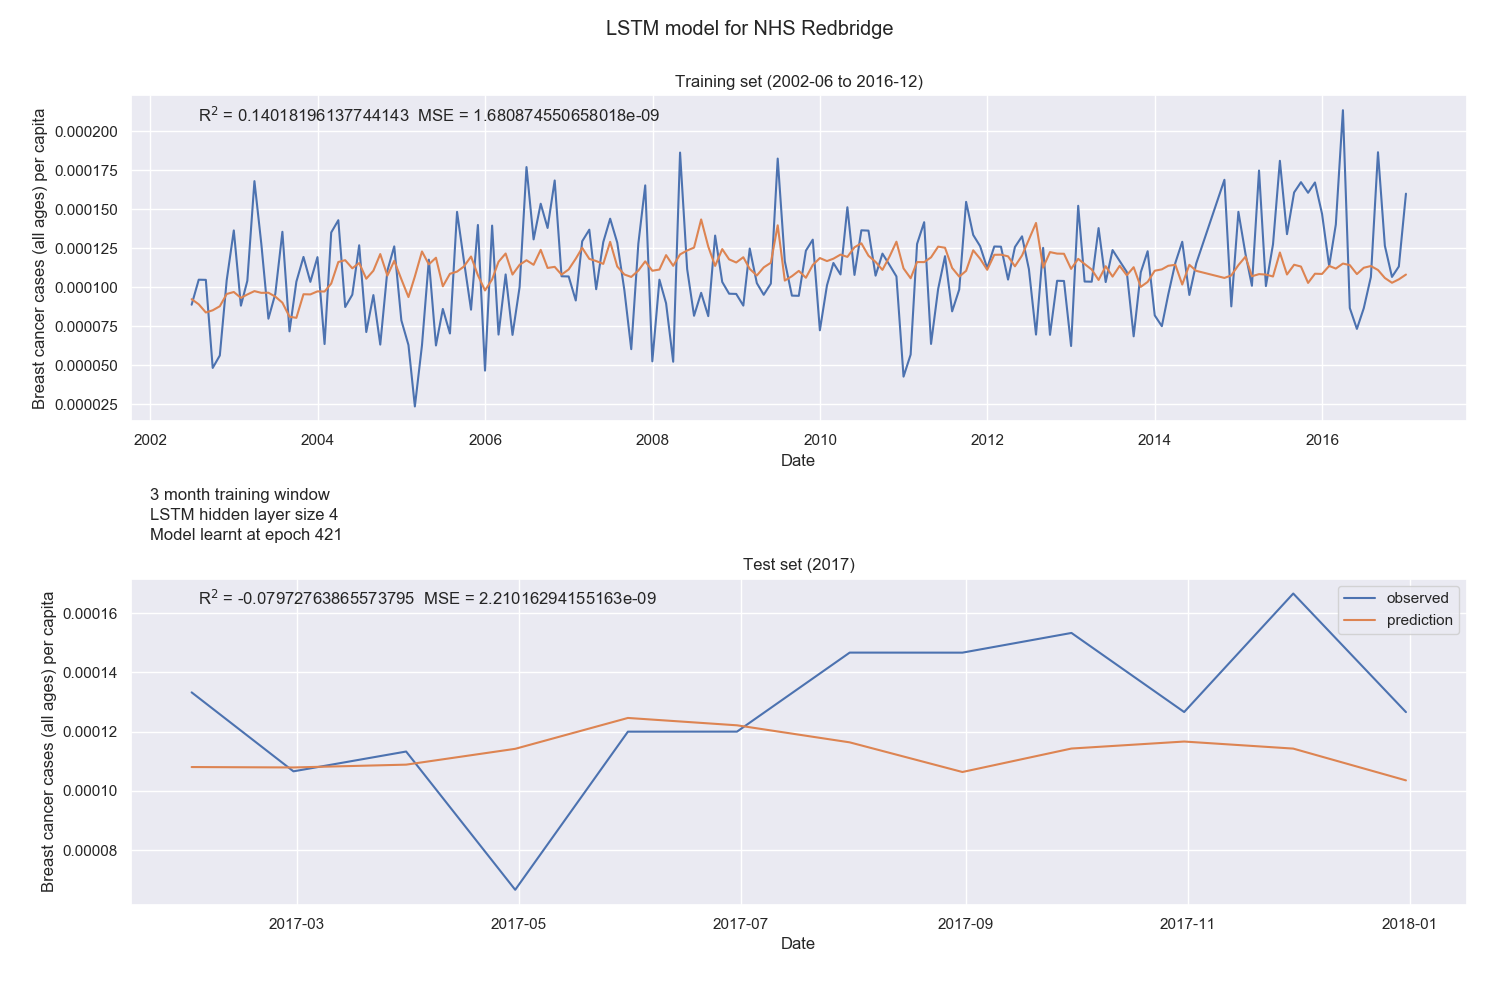 LSTM model for NHS Redbridge
Training set (2002-06 to 2016-12)
R² = 0.14018196137744143 MSE = 1.680874550658018e-09
Breast cancer cases (all ages) per capita
0.000200
0.000175
0.000150
0.000125
0.000100
0.000075
0.000050
0.000025
2002 2004 2006 2008 2010 2012 2014 2016
Date
3 month training window
LSTM hidden layer size 4
Model learnt at epoch 421
Test set (2017)
R² = -0.07972763865573795 MSE = 2.21016294155163e-09
observed
prediction
Breast cancer cases (all ages) per capita
0.00016
0.00014
0.00012
0.00010
0.00008
2017-03 2017-05 2017-07 2017-09 2017-11 2018-01
Date